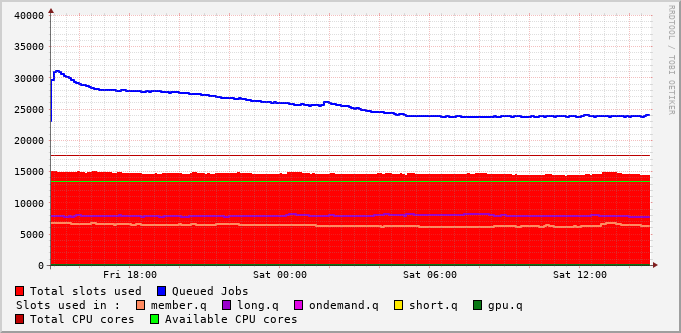 RRDTOOL / TOBI OETIKER
40000
35000
30000
25000
20000
15000
10000
5000
0
Fri 18:00 Sat 00:00 Sat 06:00 Sat 12:00
Total slots used Queued Jobs
Slots used in : member.q long.q ondemand.q short.q gpu.q
Total CPU cores Available CPU cores